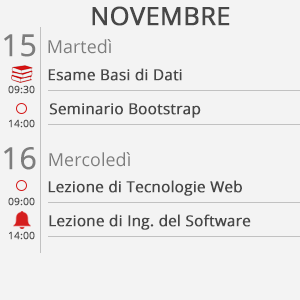 NOVEMBRE
15 Martedì
Esame Basi di Dati
09:30
Seminario Bootstrap
14:00
16 Mercoledì
Lezione di Tecnologie Web
09:00
Lezione di Ing. del Software
14:00